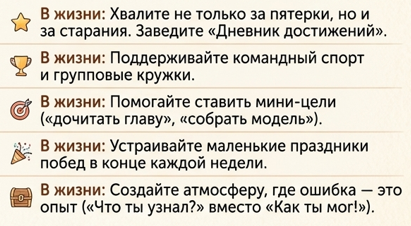 В жизни: Хвалите не только за пятерки, но и
за старания. Заведите «Дневник достижений».
В жизни: Поддерживайте командный спорт
и групповые кружки.
В жизни: Помогайте ставить мини-цели
(«дочитать главу», «собрать модель»).
В жизни: Устраивайте маленькие праздники
побед в конце каждой недели.
В жизни: Создайте атмосферу, где ошибка — это
опыт («Что ты узнал?» вместо «Как ты мог!»).